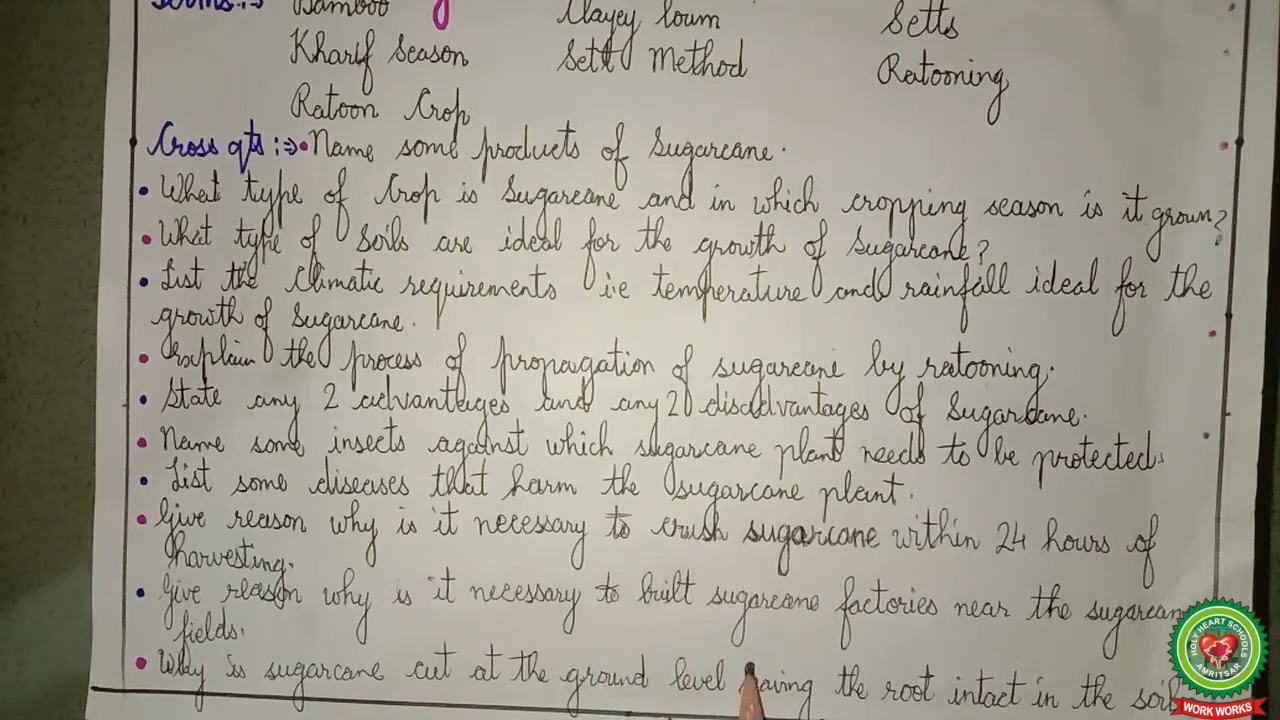 Bamboo Clayey loum Setts
Kharif Season Sett Method Ratooning
Ratoon Crop
Cross qts :⇒ • Name some products of Sugarcane.
• What type of Crop is Sugarcane and in which cropping season is it grown?
• What type of Soils are ideal for the growth of Sugarcane?
• List the Climatic requirements i.e temperature and rainfall ideal for the
growth of Sugarcane.
• Explain the process of propagation of sugarcane by ratooning.
• State any 2 advantages and any 2 disadvantages of Sugarcane.
• Name some insects against which sugarcane plant needs to be protected.
• List some diseases that harm the sugarcane plant.
• Give reason why is it necessary to crush sugarcane within 24 hours of
harvesting.
• Give reason why is it necessary to built sugarcane factories near the sugarcan
fields.
• Why is sugarcane cut at the ground level eaving the root intact in the soil
HOLY HEART SCHOOLS
AMRITSAR
WORK WORKS